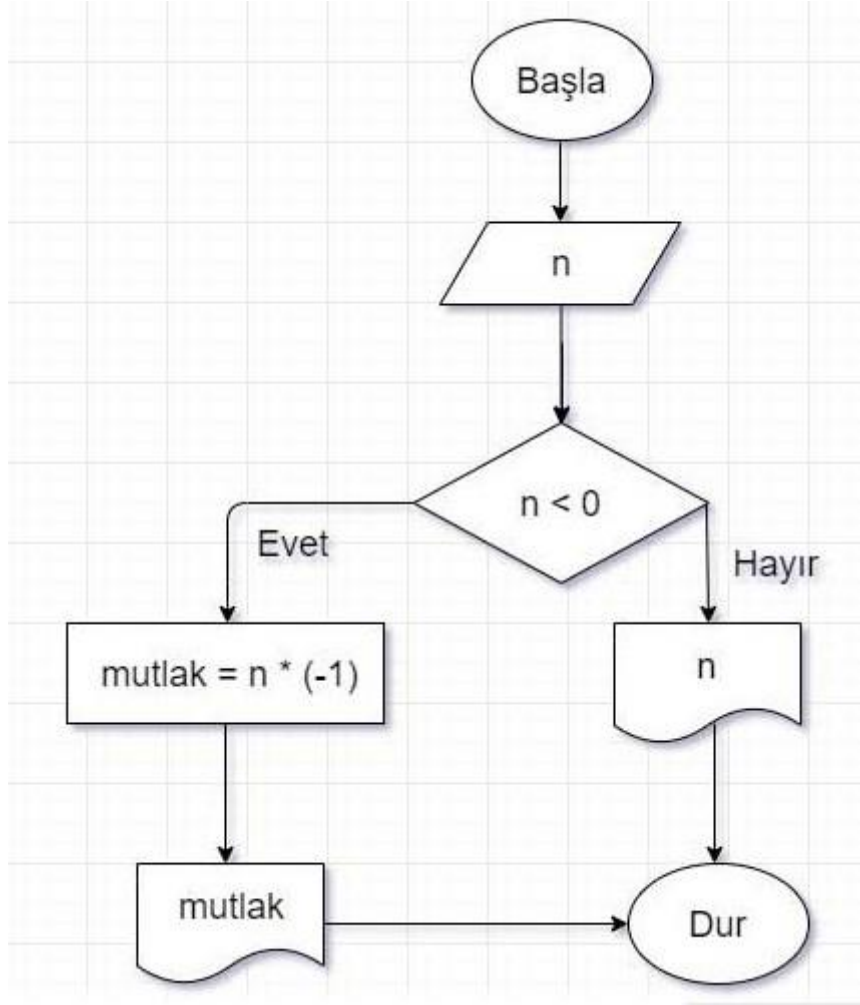 Başla
n
n < 0
Evet
Hayır
mutlak = n * (-1)
n
mutlak
Dur